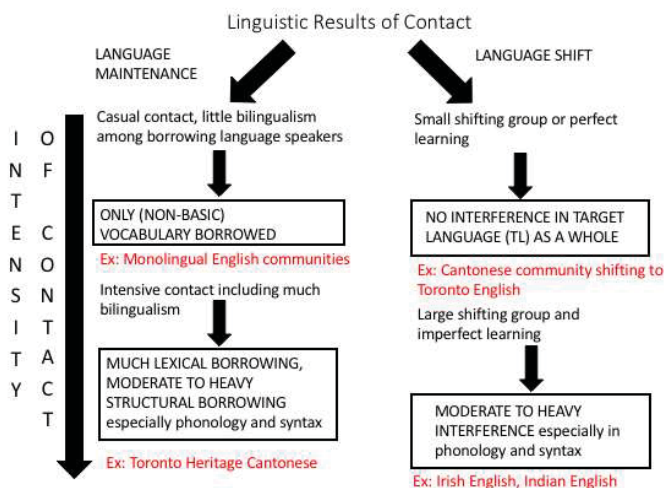 Linguistic Results of Contact
LANGUAGE
MAINTENANCE
LANGUAGE SHIFT
INTENSITY
OF CONTACT
Casual contact, little bilingualism
among borrowing language speakers
ONLY (NON-BASIC)
VOCABULARY BORROWED
Ex: Monolingual English communities
Intensive contact including much
bilingualism
MUCH LEXICAL BORROWING,
MODERATE TO HEAVY
STRUCTURAL BORROWING
especially phonology and syntax
Ex: Toronto Heritage Cantonese
Small shifting group or perfect
learning
NO INTERFERENCE IN TARGET
LANGUAGE (TL) AS A WHOLE
Ex: Cantonese community shifting to
Toronto English
Large shifting group and
imperfect learning
MODERATE TO HEAVY
INTERFERENCE especially in
phonology and syntax
Ex: Irish English, Indian English